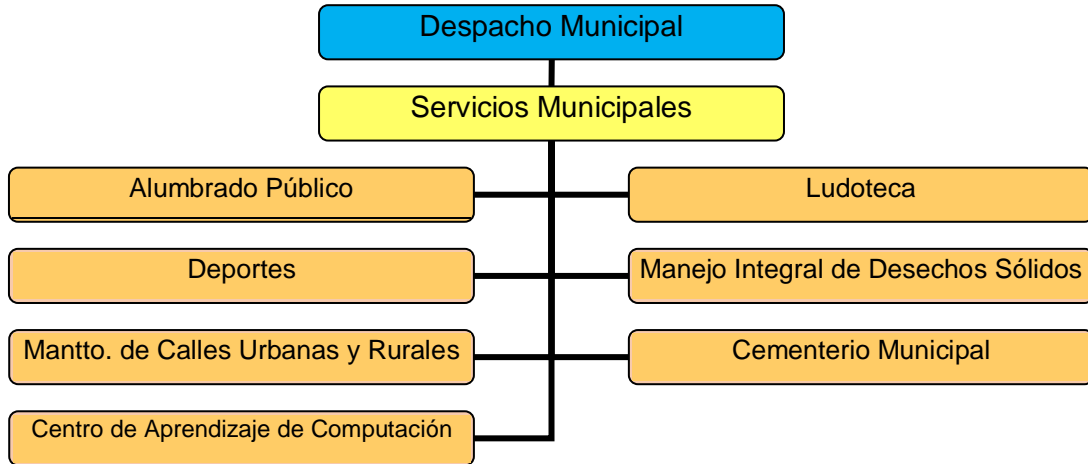 Despacho Municipal
Servicios Municipales
Alumbrado Público
Ludoteca
Deportes
Manejo Integral de Desechos Sólidos
Mantto. de Calles Urbanas y Rurales
Cementerio Municipal
Centro de Aprendizaje de Computación